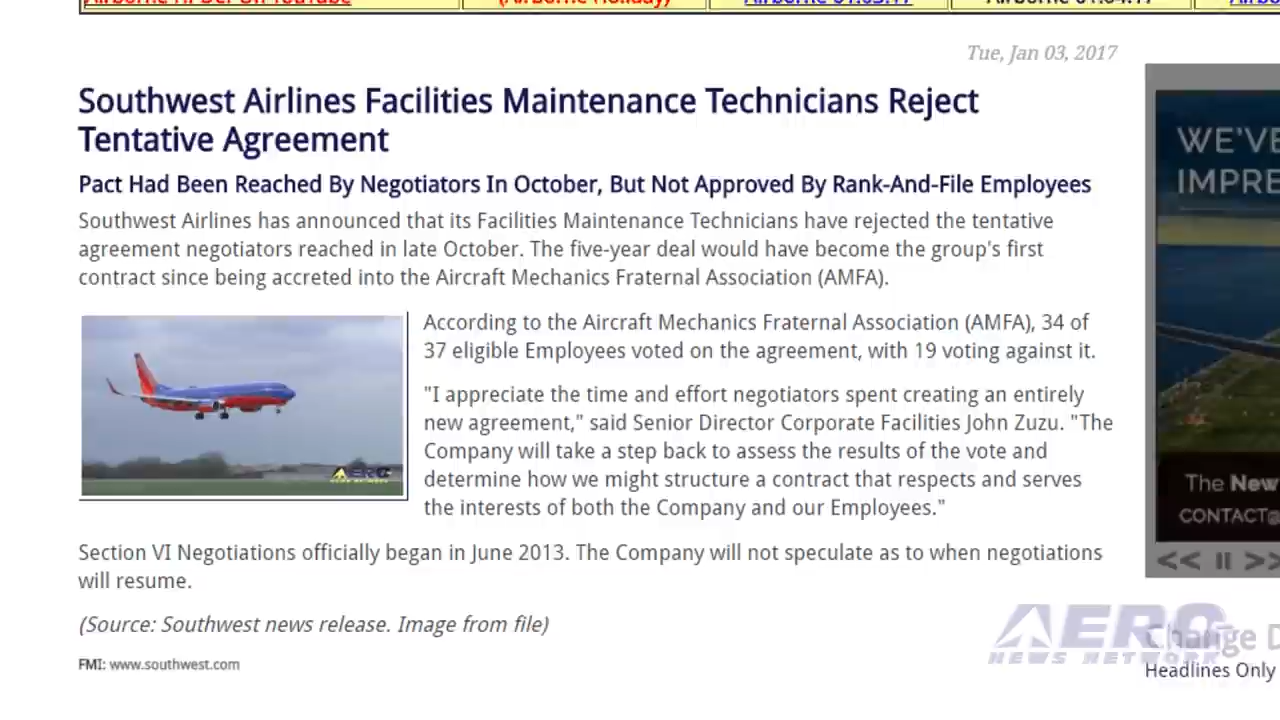 Tue, Jan 03, 2017
Southwest Airlines Facilities Maintenance Technicians Reject
Tentative Agreement
Pact Had Been Reached By Negotiators In October, But Not Approved By Rank-And-File Employees
Southwest Airlines has announced that its Facilities Maintenance Technicians have rejected the tentative
agreement negotiators reached in late October. The five-year deal would have become the group's first
contract since being accreted into the Aircraft Mechanics Fraternal Association (AMFA).
According to the Aircraft Mechanics Fraternal Association (AMFA), 34 of
37 eligible Employees voted on the agreement, with 19 voting against it.
"I appreciate the time and effort negotiators spent creating an entirely
new agreement," said Senior Director Corporate Facilities John Zuzu. "The
Company will take a step back to assess the results of the vote and
determine how we might structure a contract that respects and serves
the interests of both the Company and our Employees."
AERO
NEWS NETWORK
Section VI Negotiations officially began in June 2013. The Company will not speculate as to when negotiations
will resume.
(Source: Southwest news release. Image from file)
FMI: www.southwest.com
WE'VE
IMPRE
The New
CONTACT@
<< II >>
AERO
NEWS NETWORK
Change D
Headlines Only